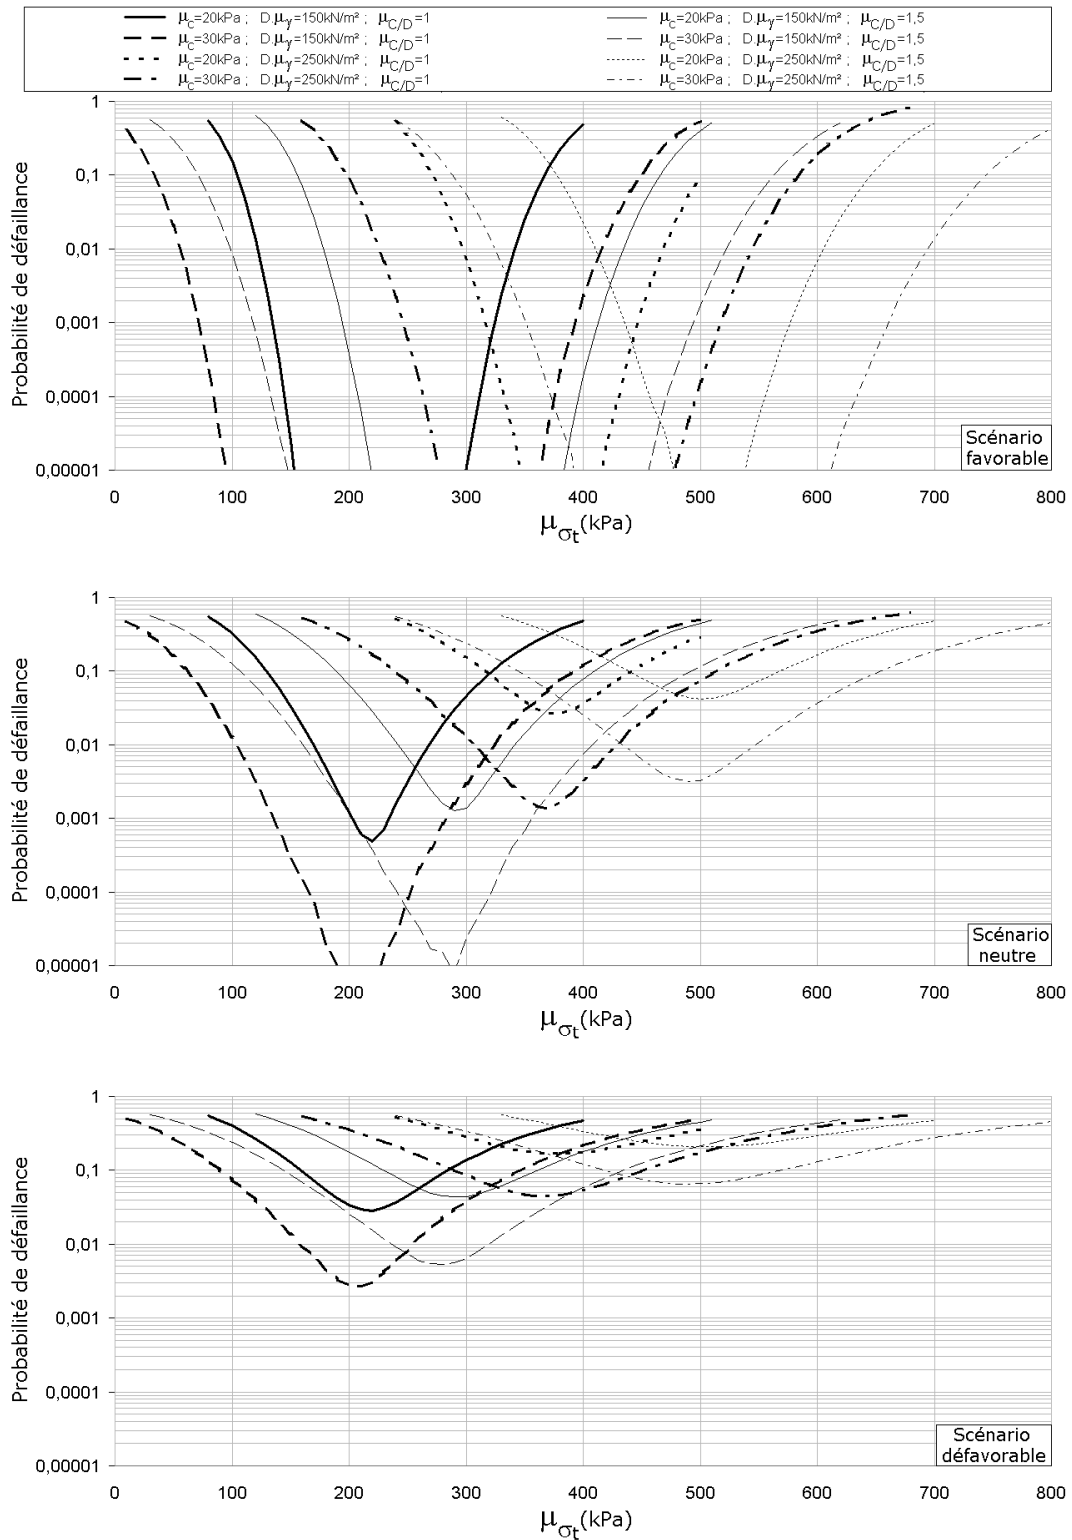 μc=20kPa ; D.μγ=150kN/m² ; μC/D=1
μc=30kPa ; D.μγ=150kN/m² ; μC/D=1
μc=20kPa ; D.μγ=250kN/m² ; μC/D=1
μc=30kPa ; D.μγ=250kN/m² ; μC/D=1
μc=20kPa ; D.μγ=150kN/m² ; μC/D=1,5
μc=30kPa ; D.μγ=150kN/m² ; μC/D=1,5
μc=20kPa ; D.μγ=250kN/m² ; μC/D=1,5
μc=30kPa ; D.μγ=250kN/m² ; μC/D=1,5
Probabilité de défaillance
1
0,1
0,01
0,001
0,0001
0,00001
Scénario
favorable
0 100 200 300 400 500 600 700 800
μσt(kPa)
Probabilité de défaillance
1
0,1
0,01
0,001
0,0001
0,00001
Scénario
neutre
0 100 200 300 400 500 600 700 800
μσt(kPa)
Probabilité de défaillance
1
0,1
0,01
0,001
0,0001
0,00001
Scénario
défavorable
0 100 200 300 400 500 600 700 800
μσt(kPa)